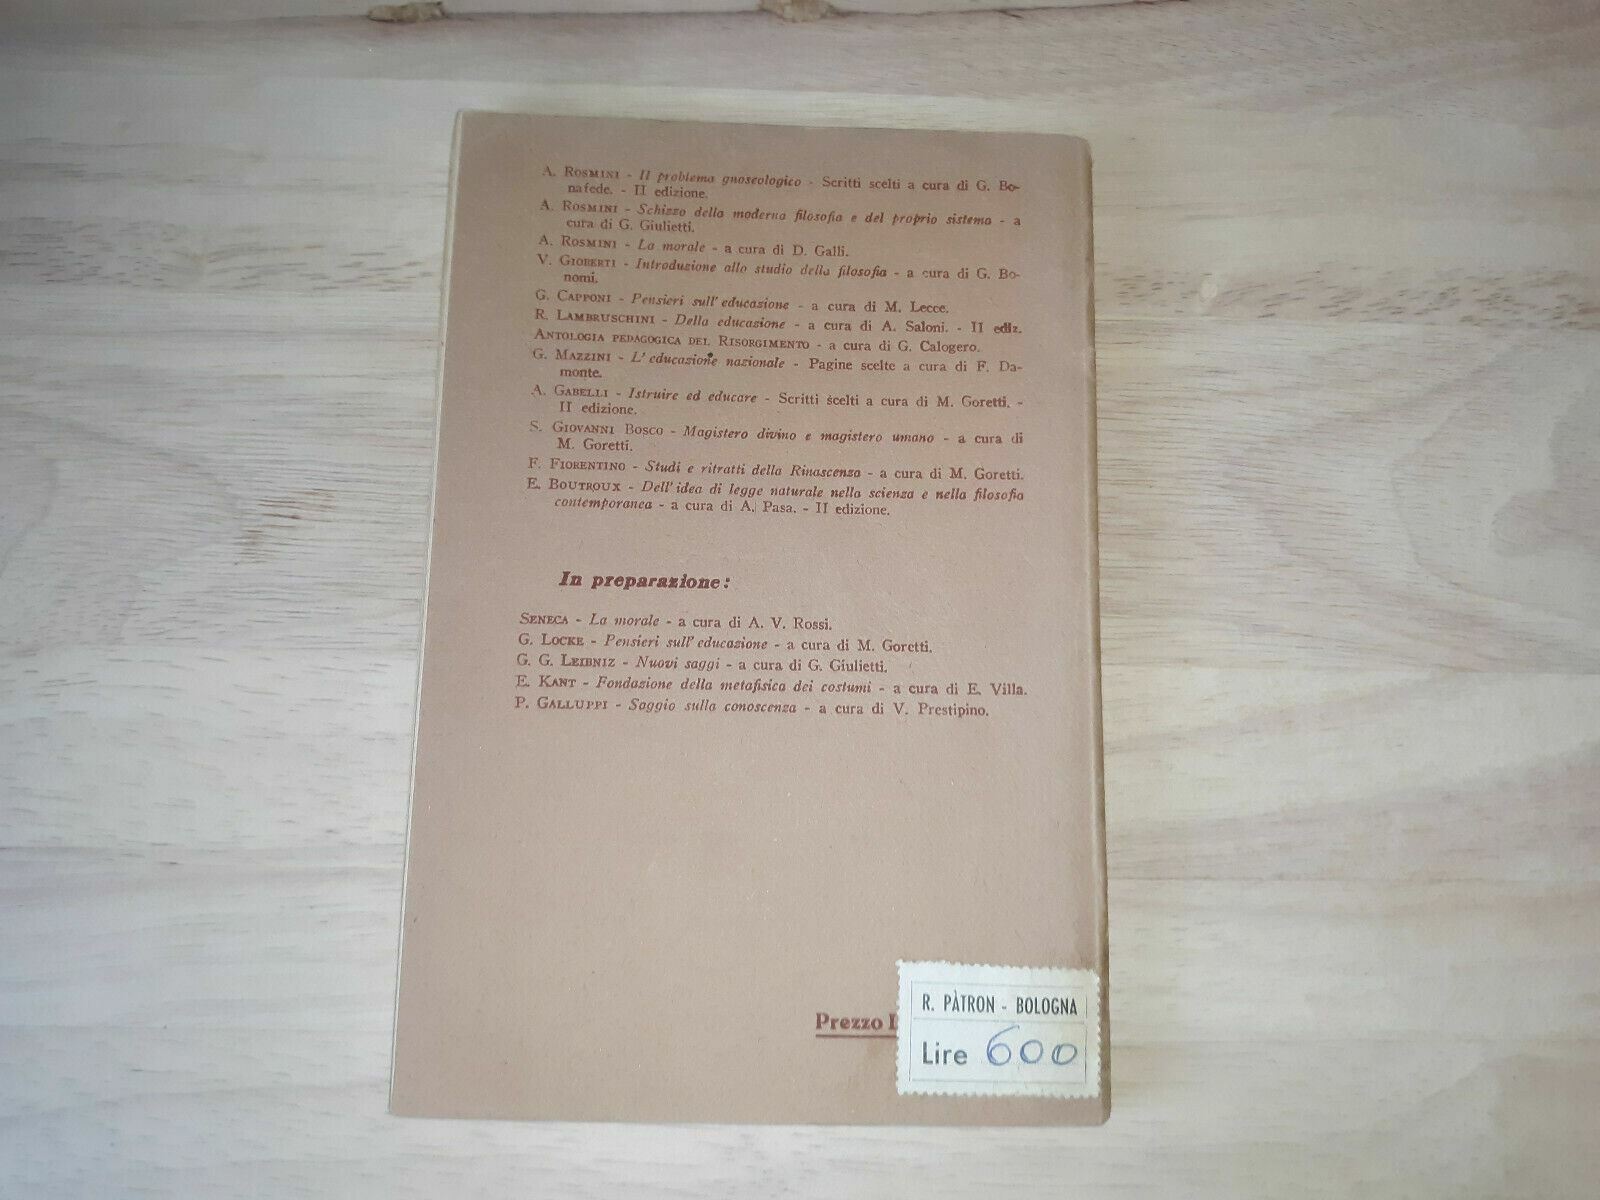 A. ROSMINI - Il problema gnoseologico - Scritti scelti a cura di G. Bo-
nafede. - II edizione.
A. ROSMINI - Schizzo della moderna filosofia e del proprio sistema - a
cura di G. Giulietti.
A. ROSMINI - La morale - a cura di D. Galli.
V. GIOBERTI - Introduzione allo studio della filosofia - a cura di G. Bo-
nomi.
G. CAPPONI - Pensieri sull' educazione - a cura di M. Lecce.
R. LAMBRUSCHINI - Della educazione - a cura di A. Saloni. - II ediz.
ANTOLOGIA PEDAGOGICA DEL RISORGIMENTO - a cura di G. Calogero.
G. MAZZINI - L' educazione nazionale - Pagine scelte a cura di F. Da-
monte.
A. GABELLI - Istruire ed educare - Scritti scelti a cura di M. Goretti. -
II edizione.
S. GIOVANNI BOSCO - Magistero divino e magistero umano - a cura di
M. Goretti.
F. FIORENTINO - Studi e ritratti della Rinascenza - a cura di M. Goretti.
E. BOUTROUX - Dell' idea di legge naturale nella scienza e nella filosofia
contemporanea - a cura di A. Pasa. - II edizione.
In preparazione:
SENECA - La morale - a cura di A. V. Rossi.
G. LOCKE - Pensieri sull' educazione - a cura di M. Goretti.
G. G. LEIBNIZ - Nuovi saggi - a cura di G. Giulietti.
E. KANT - Fondazione della metafisica dei costumi - a cura di E. Villa.
P. GALLUPPI - Saggio sulla conoscenza - a cura di V. Prestipino.
Prezzo
R. PÀTRON - BOLOGNA
Lire 600